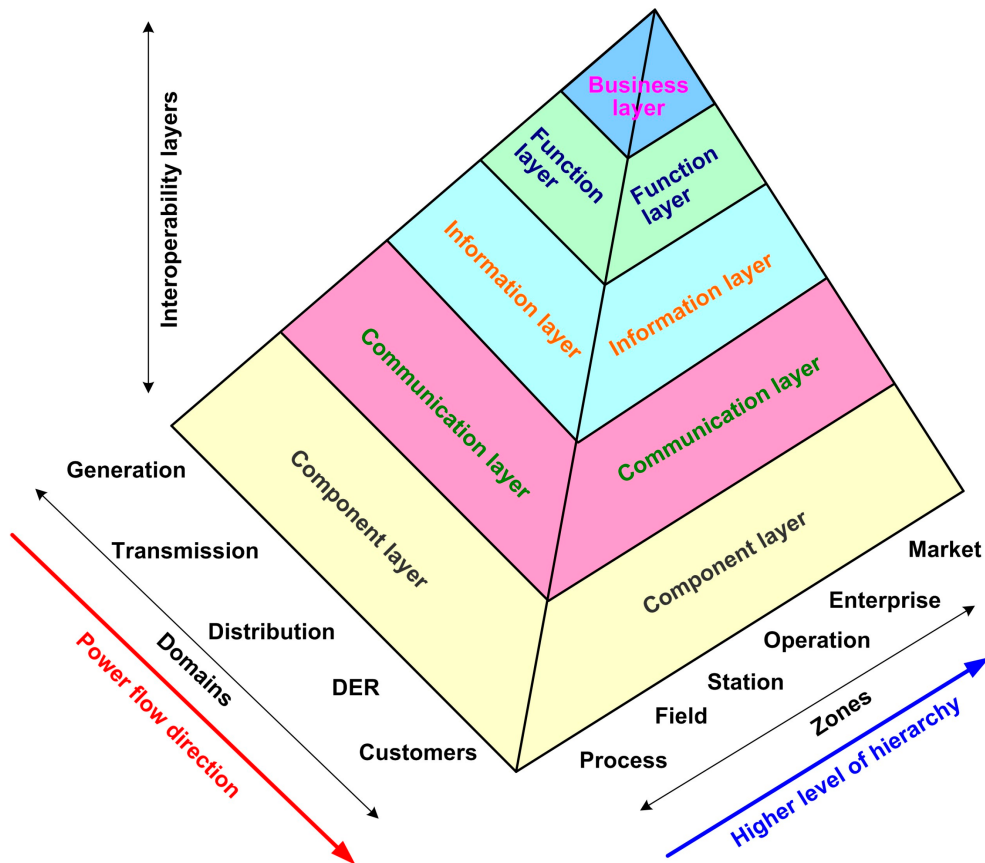 Interoperability layers
Business
layer
Function
layer
Function
layer
Information layer
Information layer
Communication layer
Communication layer
Component layer
Component layer
Generation
Transmission
Distribution
DER
Customers
Domains
Power flow direction
Market
Enterprise
Operation
Station
Field
Process
Zones
Higher level of hierarchy